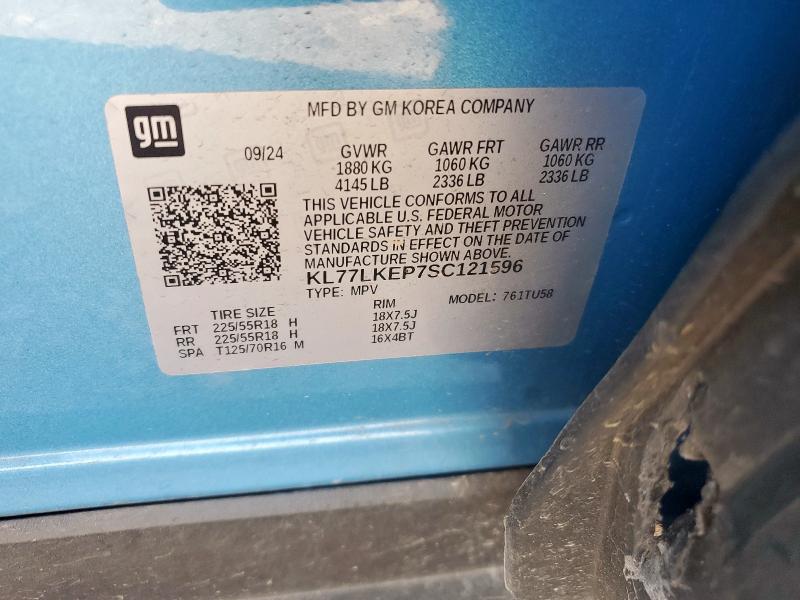 gm
MFD BY GM KOREA COMPANY
09/24 GVWR GAWR FRT GAWR RR
1880 KG 1060 KG 1060 KG
4145 LB 2336 LB 2336 LB
THIS VEHICLE CONFORMS TO ALL
APPLICABLE U.S. FEDERAL MOTOR
VEHICLE SAFETY AND THEFT PREVENTION
STANDARDS IN EFFECT ON THE DATE OF
MANUFACTURE SHOWN ABOVE.
KL77LKEP7SC121596
TYPE: MPV MODEL: 761TU58
TIRE SIZE RIM
FRT 225/55R18 H 18X7.5J
RR 225/55R18 H 18X7.5J
SPA T125/70R16 M 16X4BT